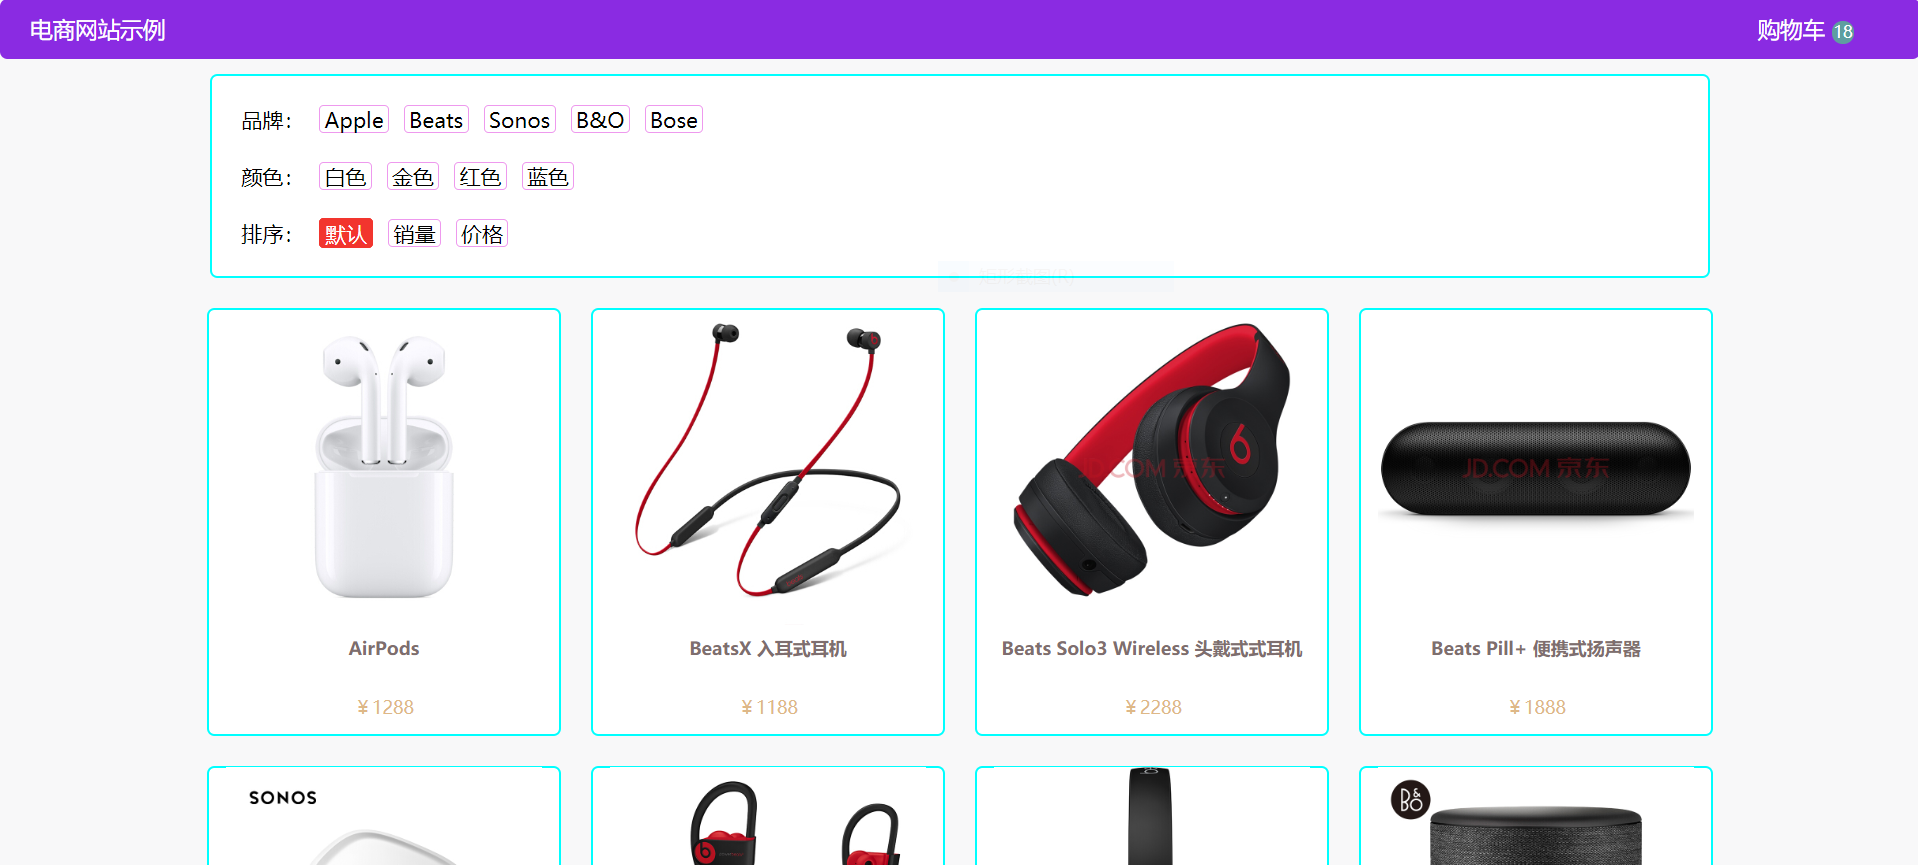 电商网站示例
购物车 18
品牌： Apple Beats Sonos B&O Bose
颜色： 白色 金色 红色 蓝色
排序： 默认 销量 价格
JD.COM 京东
JD.COM 京东
AirPods
BeatsX 入耳式耳机
Beats Solo3 Wireless 头戴式式耳机
Beats Pill+ 便携式扬声器
¥ 1288
¥ 1188
¥ 2288
¥ 1888
SONOS
B&O